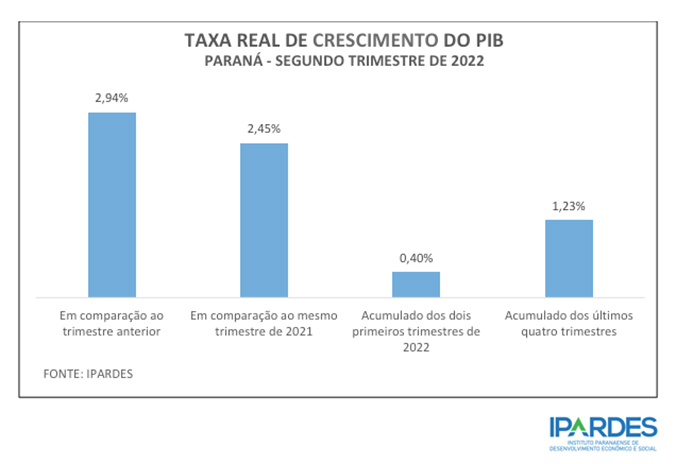 TAXA REAL DE CRESCIMENTO DO PIB
PARANÁ - SEGUNDO TRIMESTRE DE 2022
2,94%
2,45%
0,40%
1,23%
Em comparação ao
trimestre anterior
Em comparação ao mesmo
trimestre de 2021
Acumulado dos dois
primeiros trimestres de
2022
Acumulado dos últimos
quatro trimestres
FONTE: IPARDES
IPARDES
INSTITUTO PARANAENSE DE
DESENVOLVIMENTO ECONÔMICO E SOCIAL